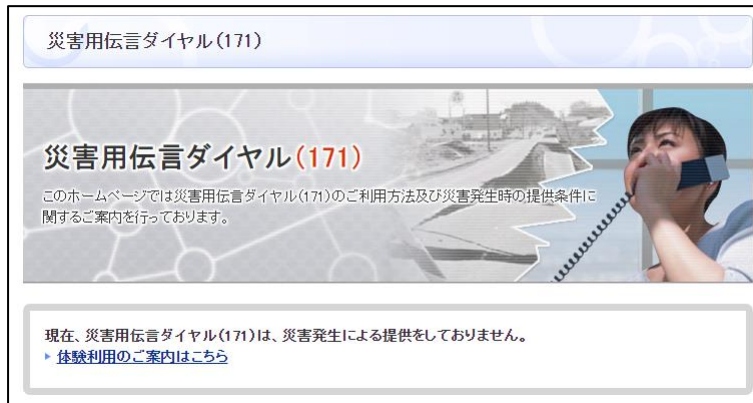 災害用伝言ダイヤル(171)
災害用伝言ダイヤル(171)
このホームページでは災害用伝言ダイヤル(171)のご利用方法及び災害発生時の提供条件に
関するご案内を行っております。
現在、災害用伝言ダイヤル(171)は、災害発生による提供をしておりません。
体験利用のご案内はこちら